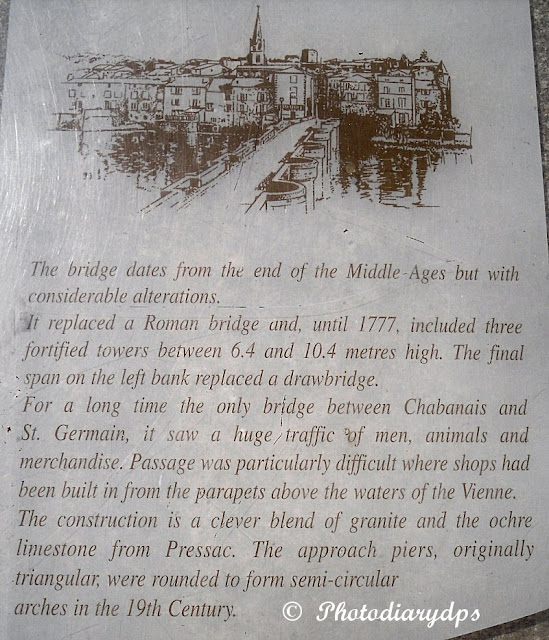 The bridge dates from the end of the Middle-Ages but with
considerable alterations.
It replaced a Roman bridge and, until 1777, included three
fortified towers between 6.4 and 10.4 metres high. The final
span on the left bank replaced a drawbridge.
For a long time the only bridge between Chabanais and
St. Germain, it saw a huge traffic of men, animals and
merchandise. Passage was particularly difficult where shops had
been built in from the parapets above the waters of the Vienne.
The construction is a clever blend of granite and the ochre
limestone from Pressac. The approach piers, originally
triangular, were rounded to form semi-circular
arches in the 19th Century.
© Photodiarydps